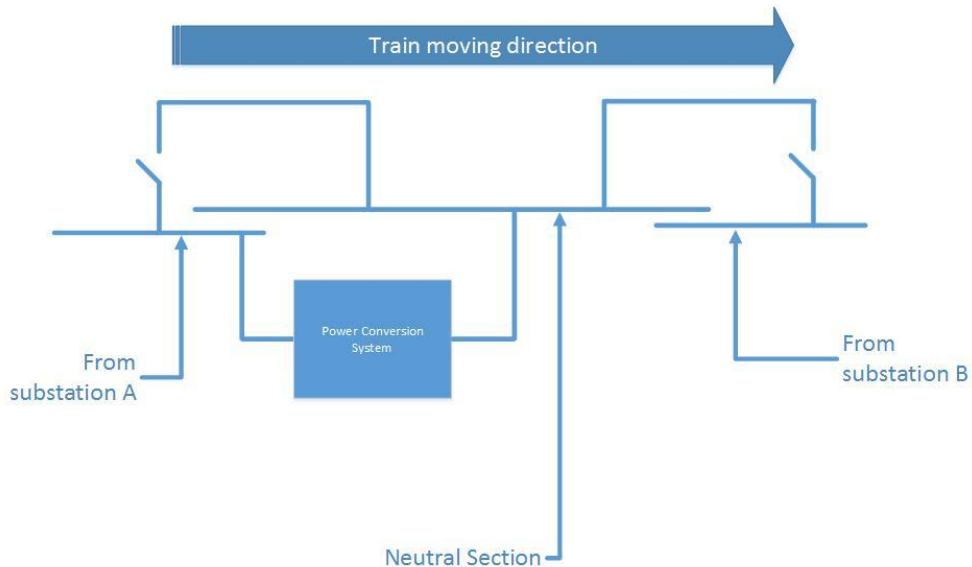 Train moving direction
Power Conversion
System
From
substation A
From
substation B
Neutral Section